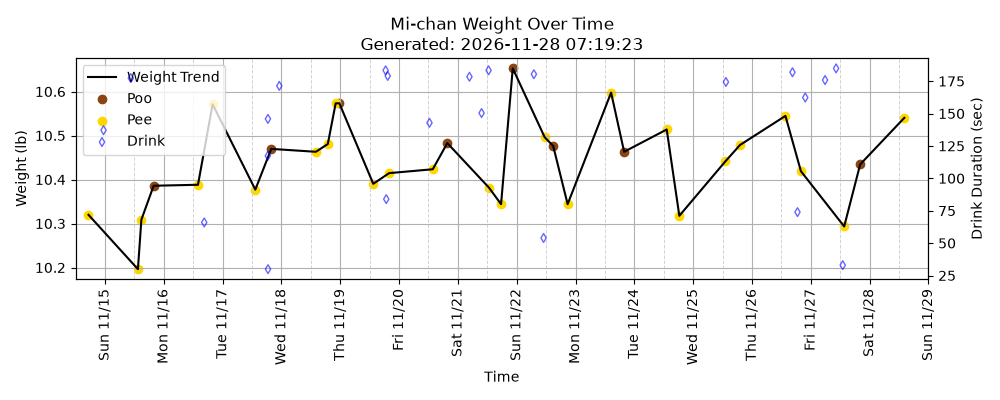 Mi-chan Weight Over Time
Generated: 2026-11-28 07:19:23
Weight Trend
Poo
Pee
Drink
Weight (lb)
10.6
10.5
10.4
10.3
10.2
175
150
125
100
75
50
25
Drink Duration (sec)
Sun 11/15
Mon 11/16
Tue 11/17
Wed 11/18
Thu 11/19
Fri 11/20
Sat 11/21
Sun 11/22
Mon 11/23
Tue 11/24
Wed 11/25
Thu 11/26
Fri 11/27
Sat 11/28
Sun 11/29
Time